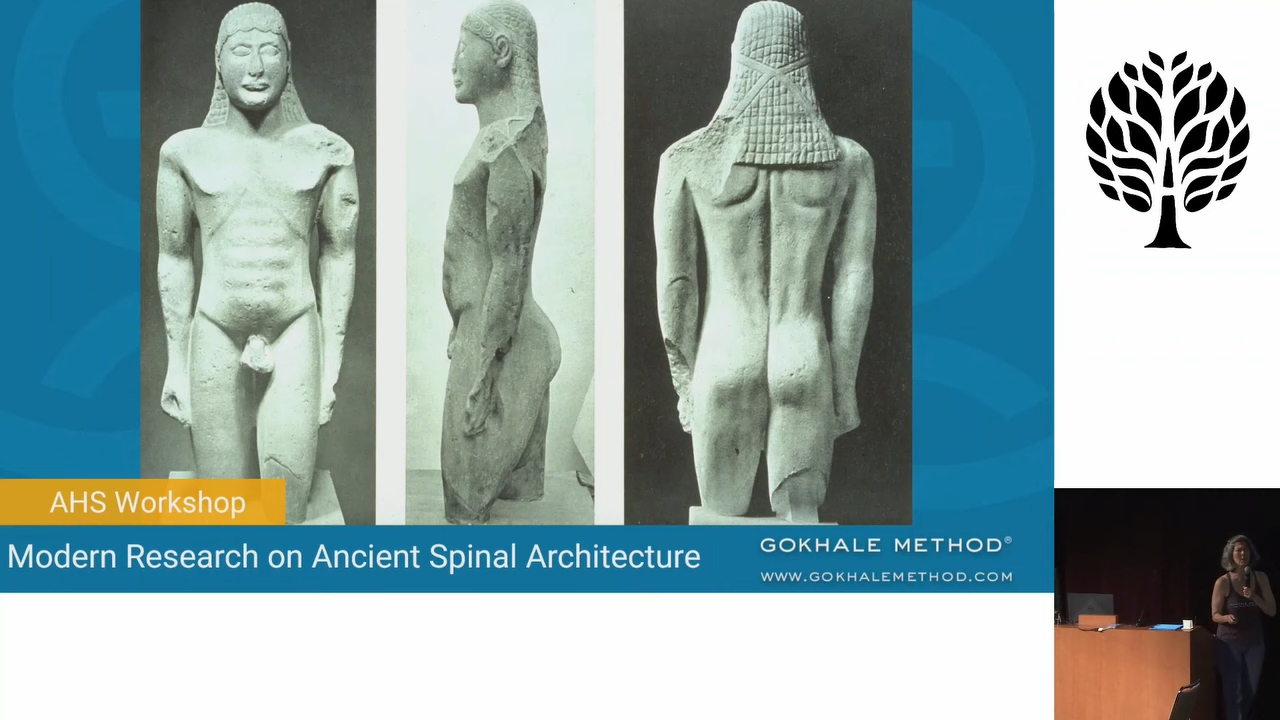 AHS Workshop
Modern Research on Ancient Spinal Architecture
GOKHALE METHOD®
WWW.GOKHALEMETHOD.COM